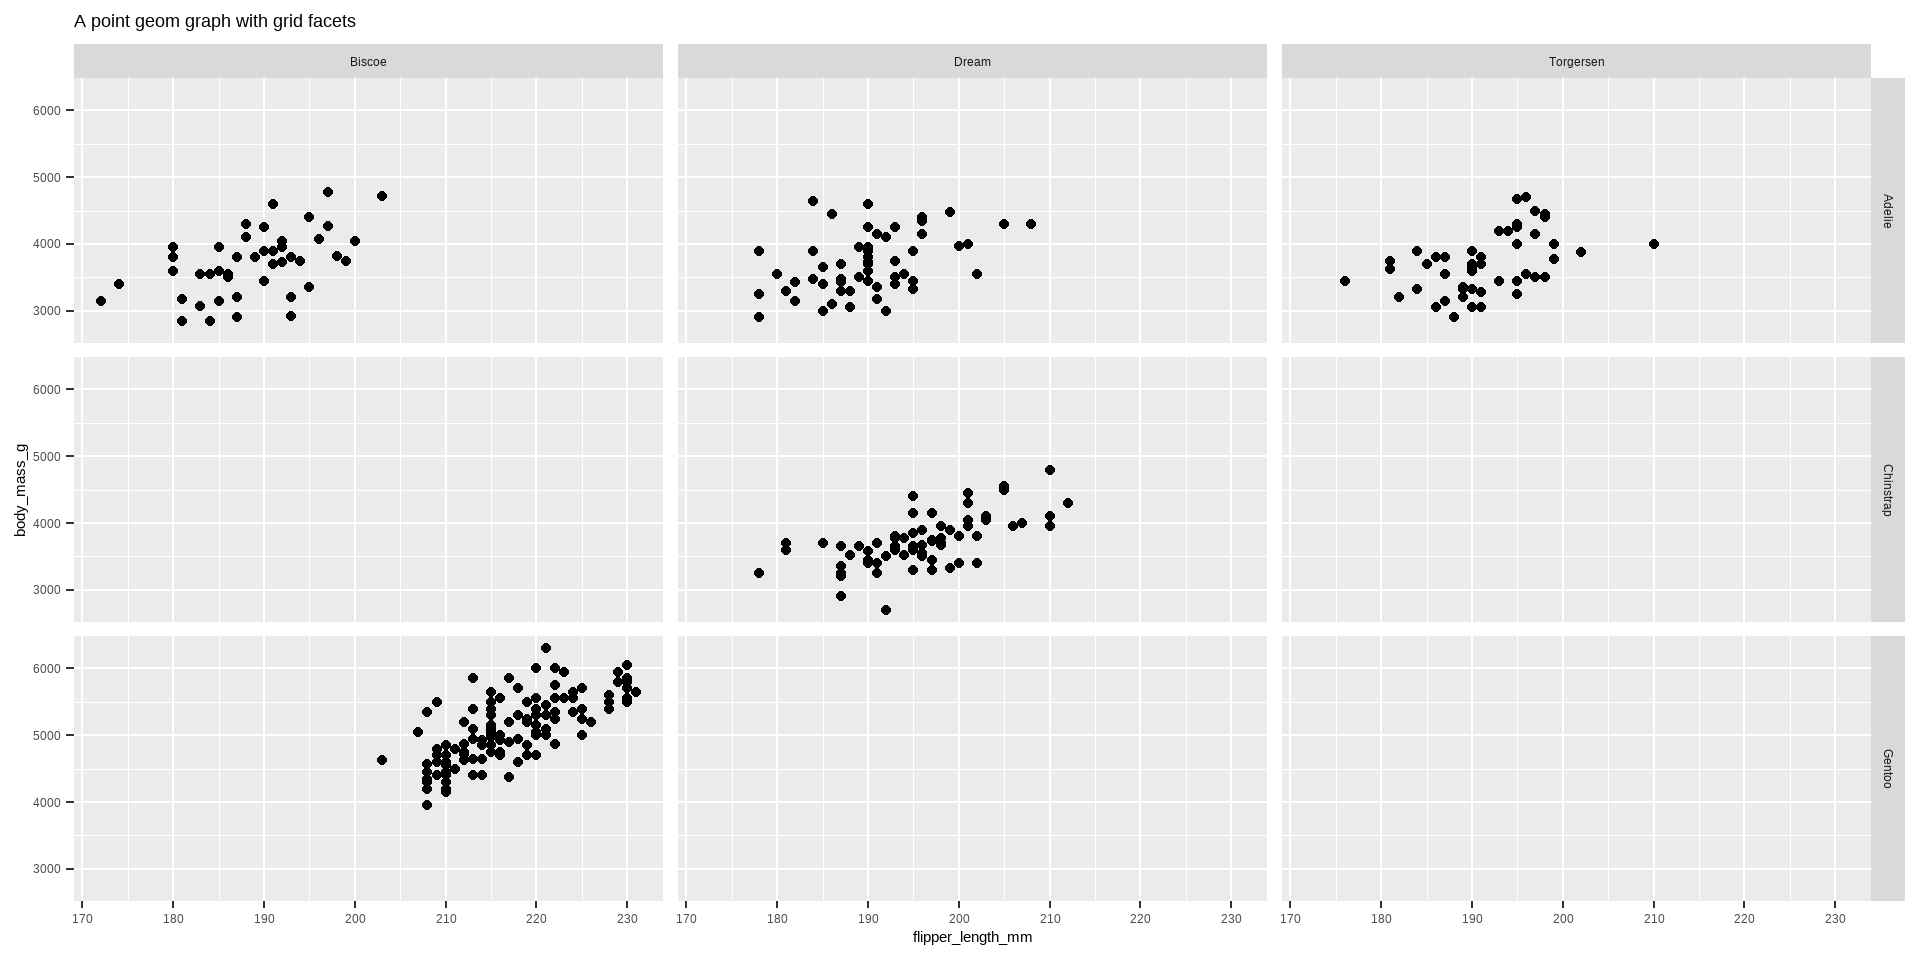 A point geom graph with grid facets
Biscoe Dream Torgersen
6000
5000
4000
3000
Adelie
body_mass_g
6000
5000
4000
3000
Chinstrap
6000
5000
4000
3000
Gentoo
170 180 190 200 210 220 230 170 180 190 200 210 220 230 170 180 190 200 210 220 230
flipper_length_mm